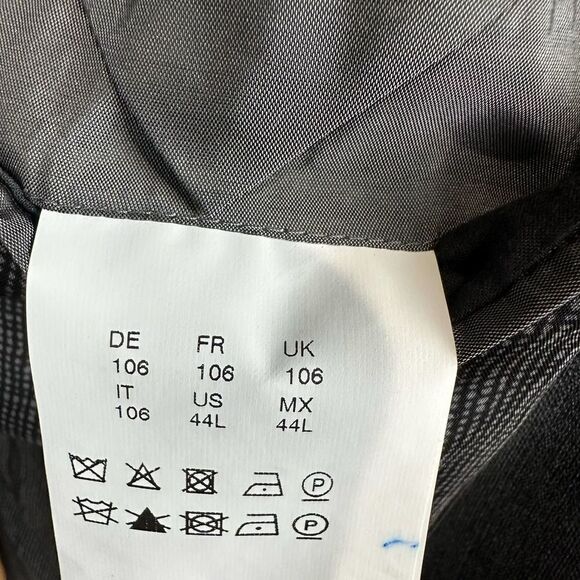 DE FR UK
106 106 106
IT US MX
106 44L 44L
P
P